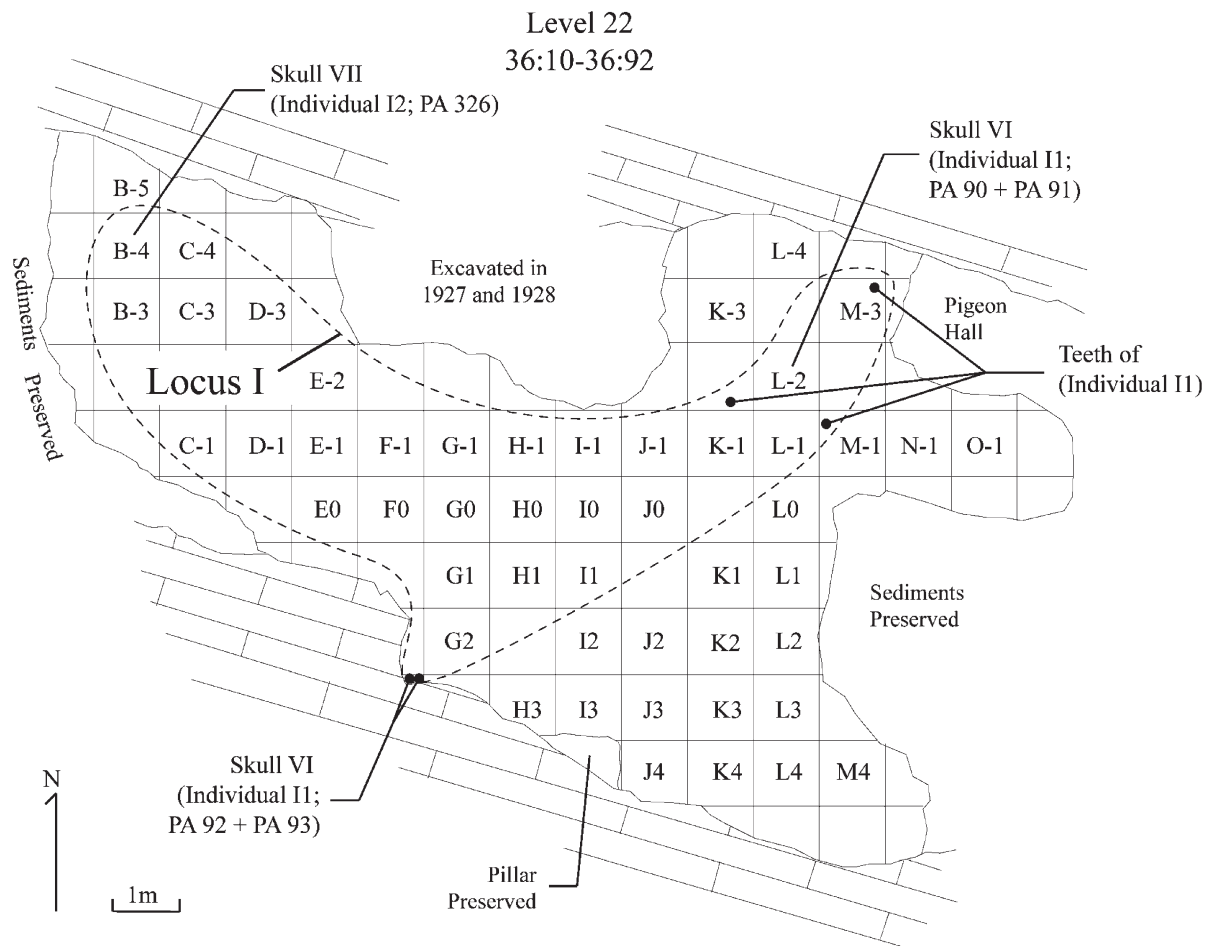 Level 22
36:10-36:92
Skull VII
(Individual I2; PA 326)
Skull VI
(Individual I1;
PA 90 + PA 91)
B-5
B-4 C-4
L-4
Excavated in
1927 and 1928
Sediments Preserved
B-3 C-3 D-3
K-3 M-3
Pigeon
Hall
Teeth of
(Individual I1)
Locus I
E-2
L-2
C-1 D-1 E-1 F-1 G-1 H-1 I-1 J-1 K-1 L-1 M-1 N-1 O-1
E0 F0 G0 H0 I0 J0 L0
G1 H1 I1 K1 L1
Sediments
Preserved
G2 I2 J2 K2 L2
H3 I3 J3 K3 L3
J4 K4 L4 M4
Skull VI
(Individual I1;
PA 92 + PA 93)
N
1m
Pillar
Preserved